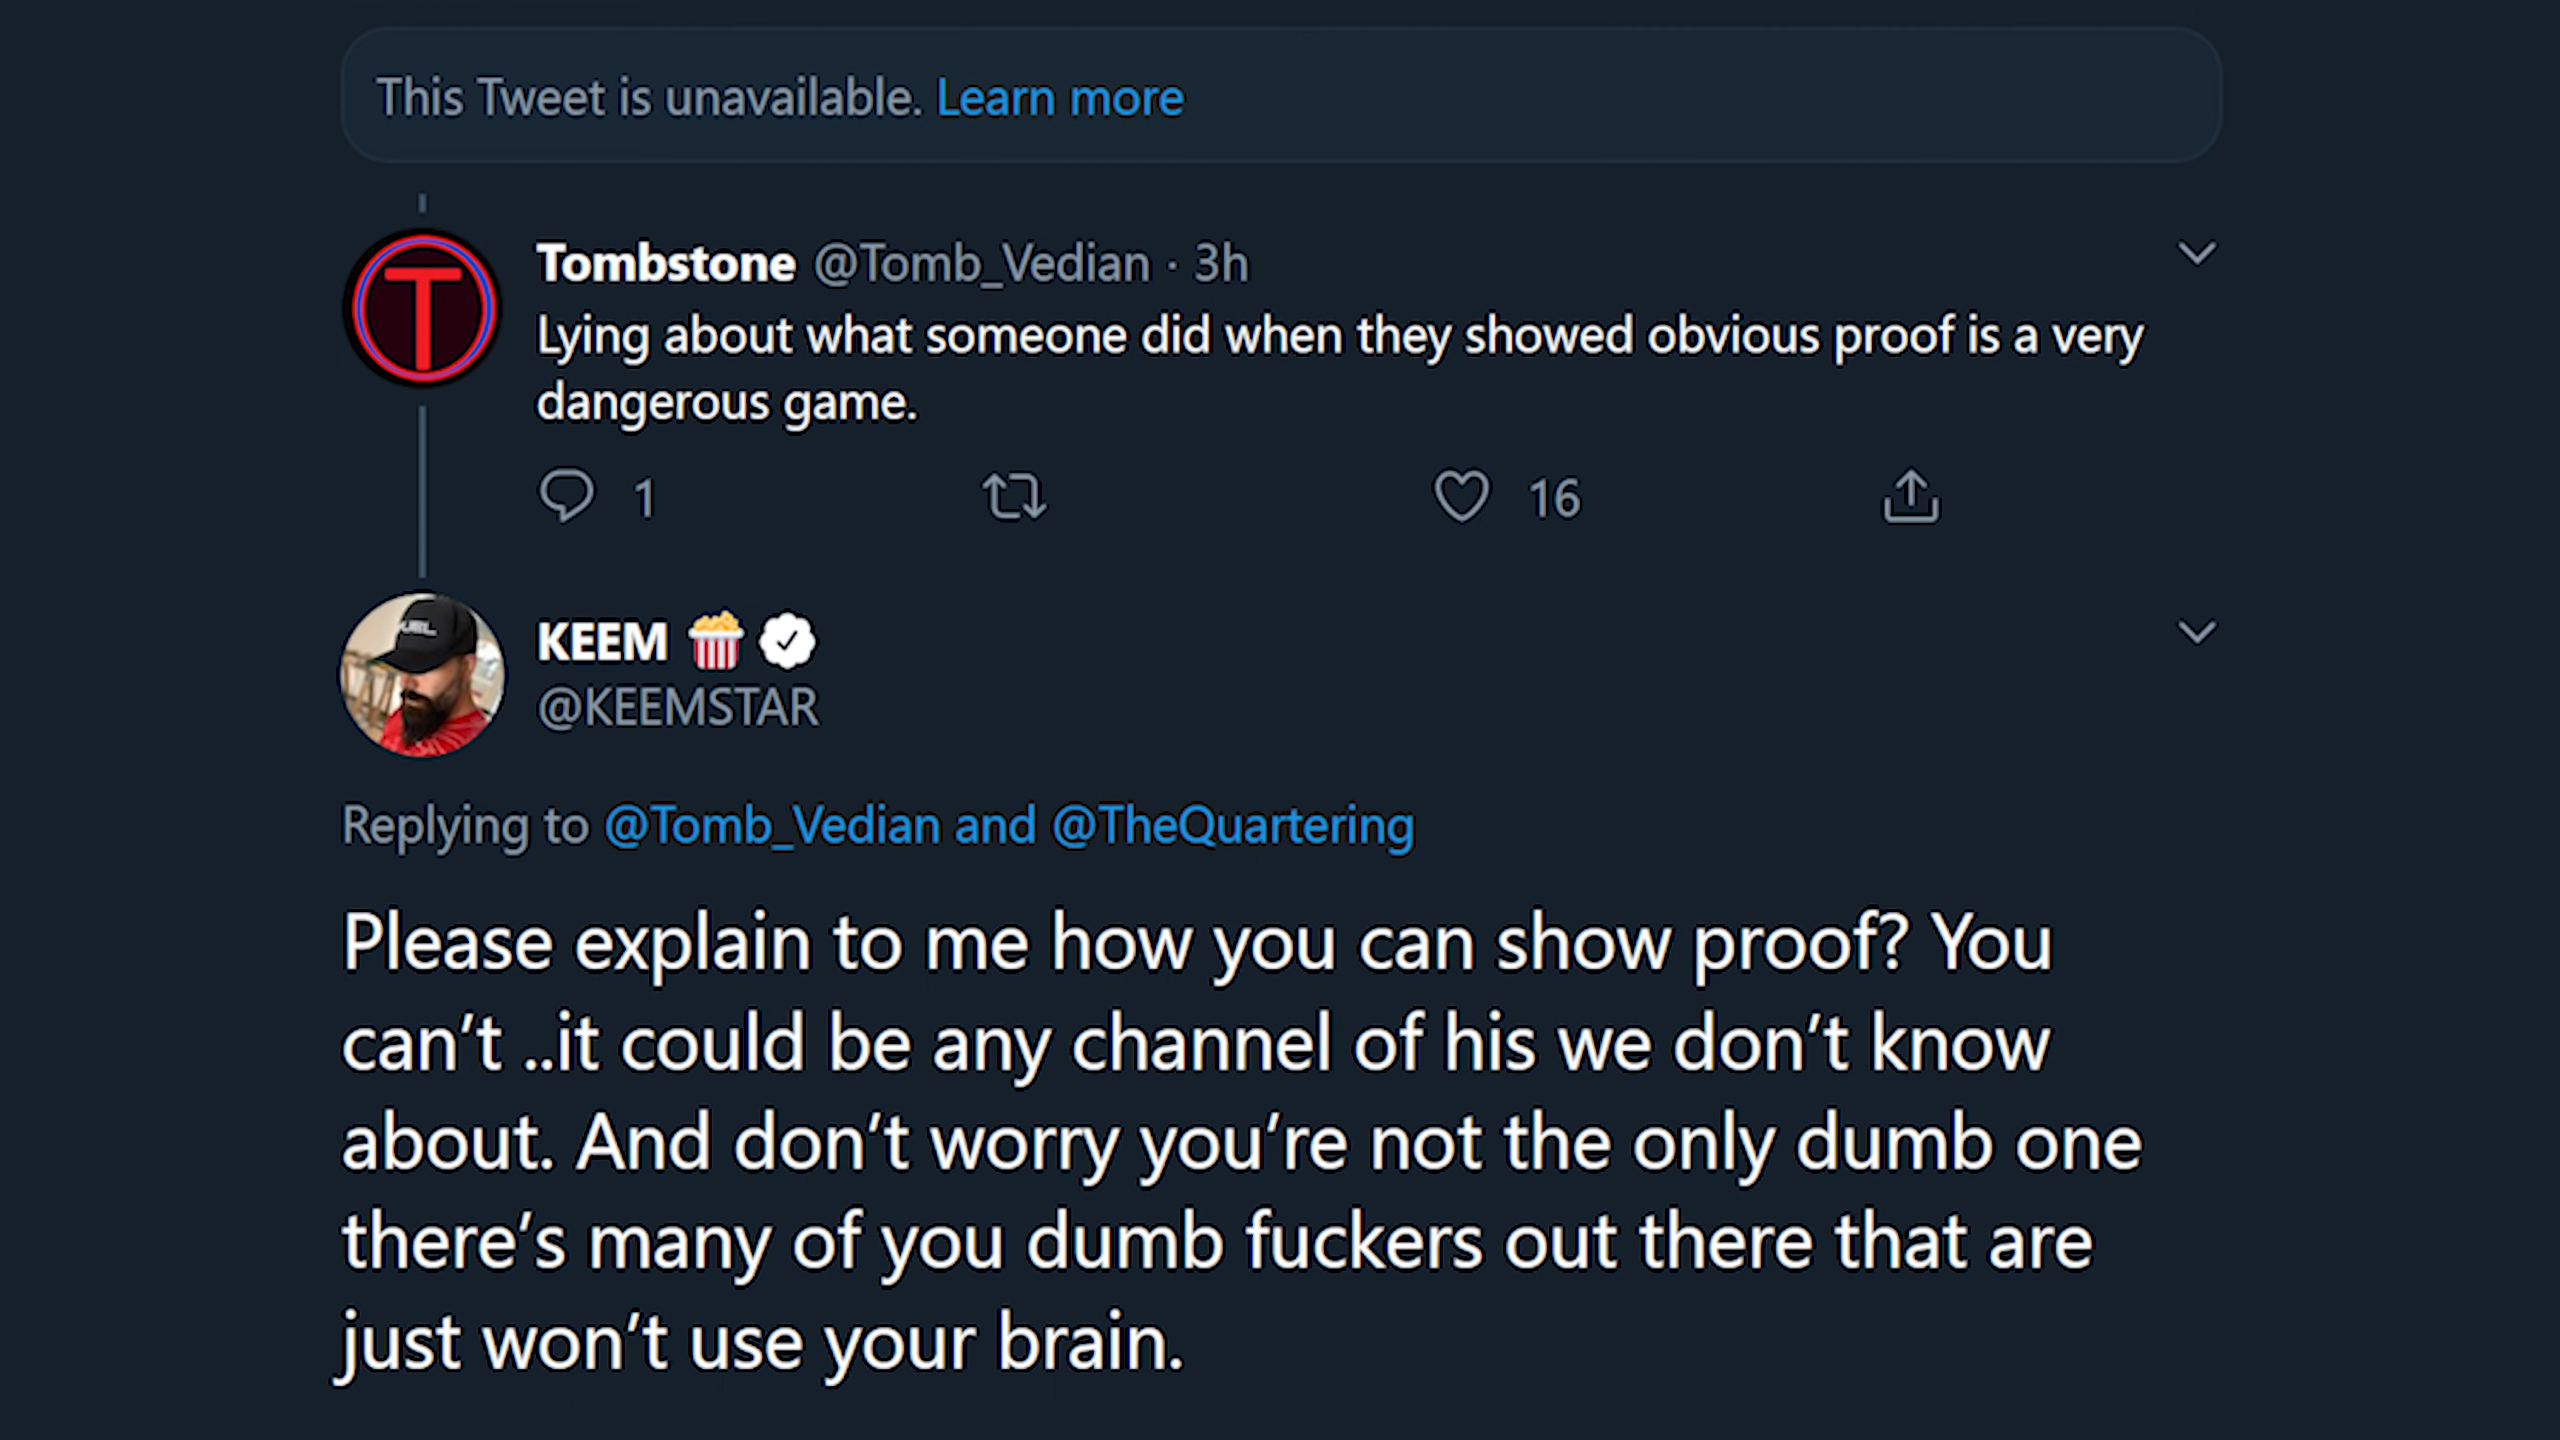 This Tweet is unavailable. Learn more
T
Tombstone @Tomb_Vedian · 3h
Lying about what someone did when they showed obvious proof is a very
dangerous game.
1 16
KEEM 🍿
@KEEMSTAR
Replying to @Tomb_Vedian and @TheQuartering
Please explain to me how you can show proof? You
can’t ..it could be any channel of his we don’t know
about. And don’t worry you’re not the only dumb one
there’s many of you dumb fuckers out there that are
just won’t use your brain.